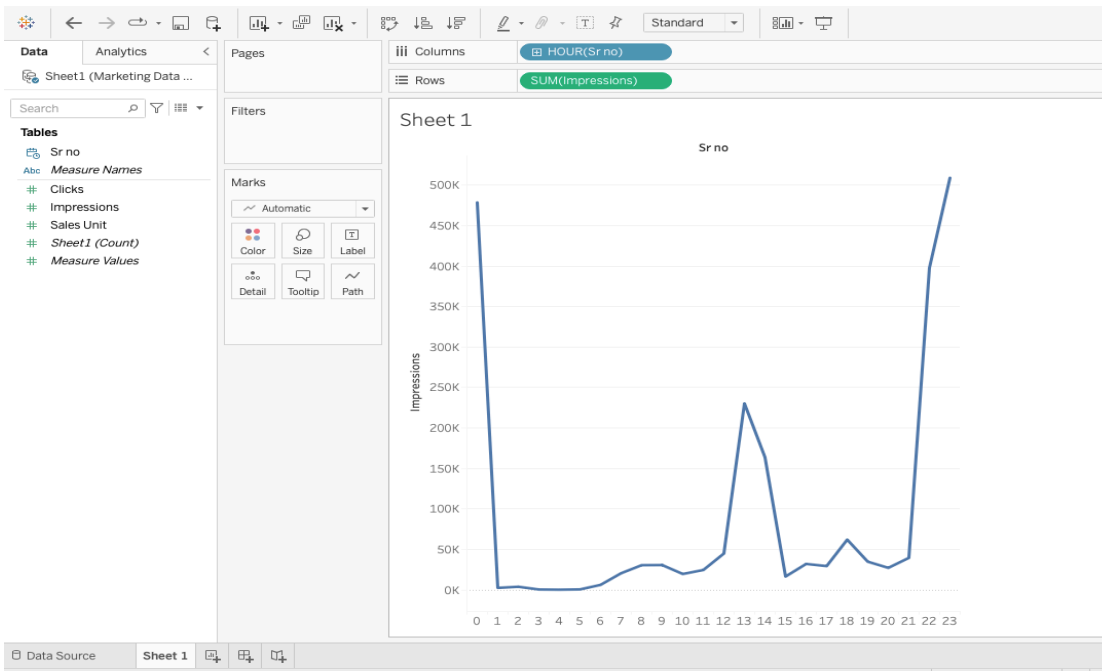 Standard
Data
Analytics
Sheet1 (Marketing Data ...
Search
Tables
Sr no
Abc Measure Names
Clicks
Impressions
Sales Unit
Sheet1 (Count)
Measure Values
Pages
Filters
Marks
Automatic
Color Size Label
Detail Tooltip Path
Columns HOUR(Sr no)
Rows SUM(Impressions)
Sheet 1
Sr no
500K
450K
400K
350K
300K
250K
200K
150K
100K
50K
0K
Impressions
0 1 2 3 4 5 6 7 8 9 10 11 12 13 14 15 16 17 18 19 20 21 22 23
Data Source Sheet 1